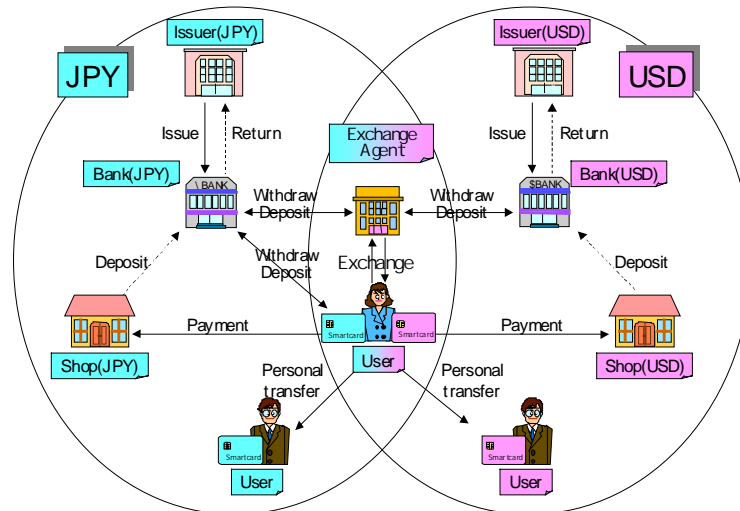 Issuer(JPY)
Issuer(USD)
JPY
USD
Issue
Return
Issue
Return
Exchange
Agent
Bank(JPY)
Bank(USD)
\ BANK
$BANK
Withdraw
Deposit
Withdraw
Deposit
Withdraw
Deposit
Deposit
Exchange
Deposit
Payment
Payment
Smartcard
Smartcard
Shop(JPY)
User
Shop(USD)
Personal
transfer
Personal
transfer
Smartcard
Smartcard
User
User